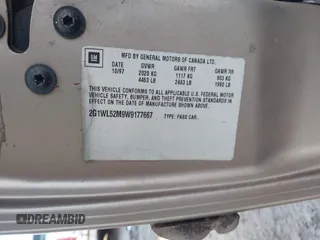 GM
MFD BY GENERAL MOTORS OF CANADA LTD.
DATE GVWR GAWR FRT GAWR RR
10/97 2020 KG 1117 KG 903 KG
4453 LB 2463 LB 1990 LB
THIS VEHICLE CONFORMS TO ALL APPLICABLE U.S. FEDERAL MOTOR
VEHICLE SAFETY, BUMPER, AND THEFT PREVENTION STANDARDS IN
EFFECT ON THE DATE OF MANUFACTURE SHOWN ABOVE.
2G1WL52M9W9177667 TYPE: PASS CAR.
DREAMBID